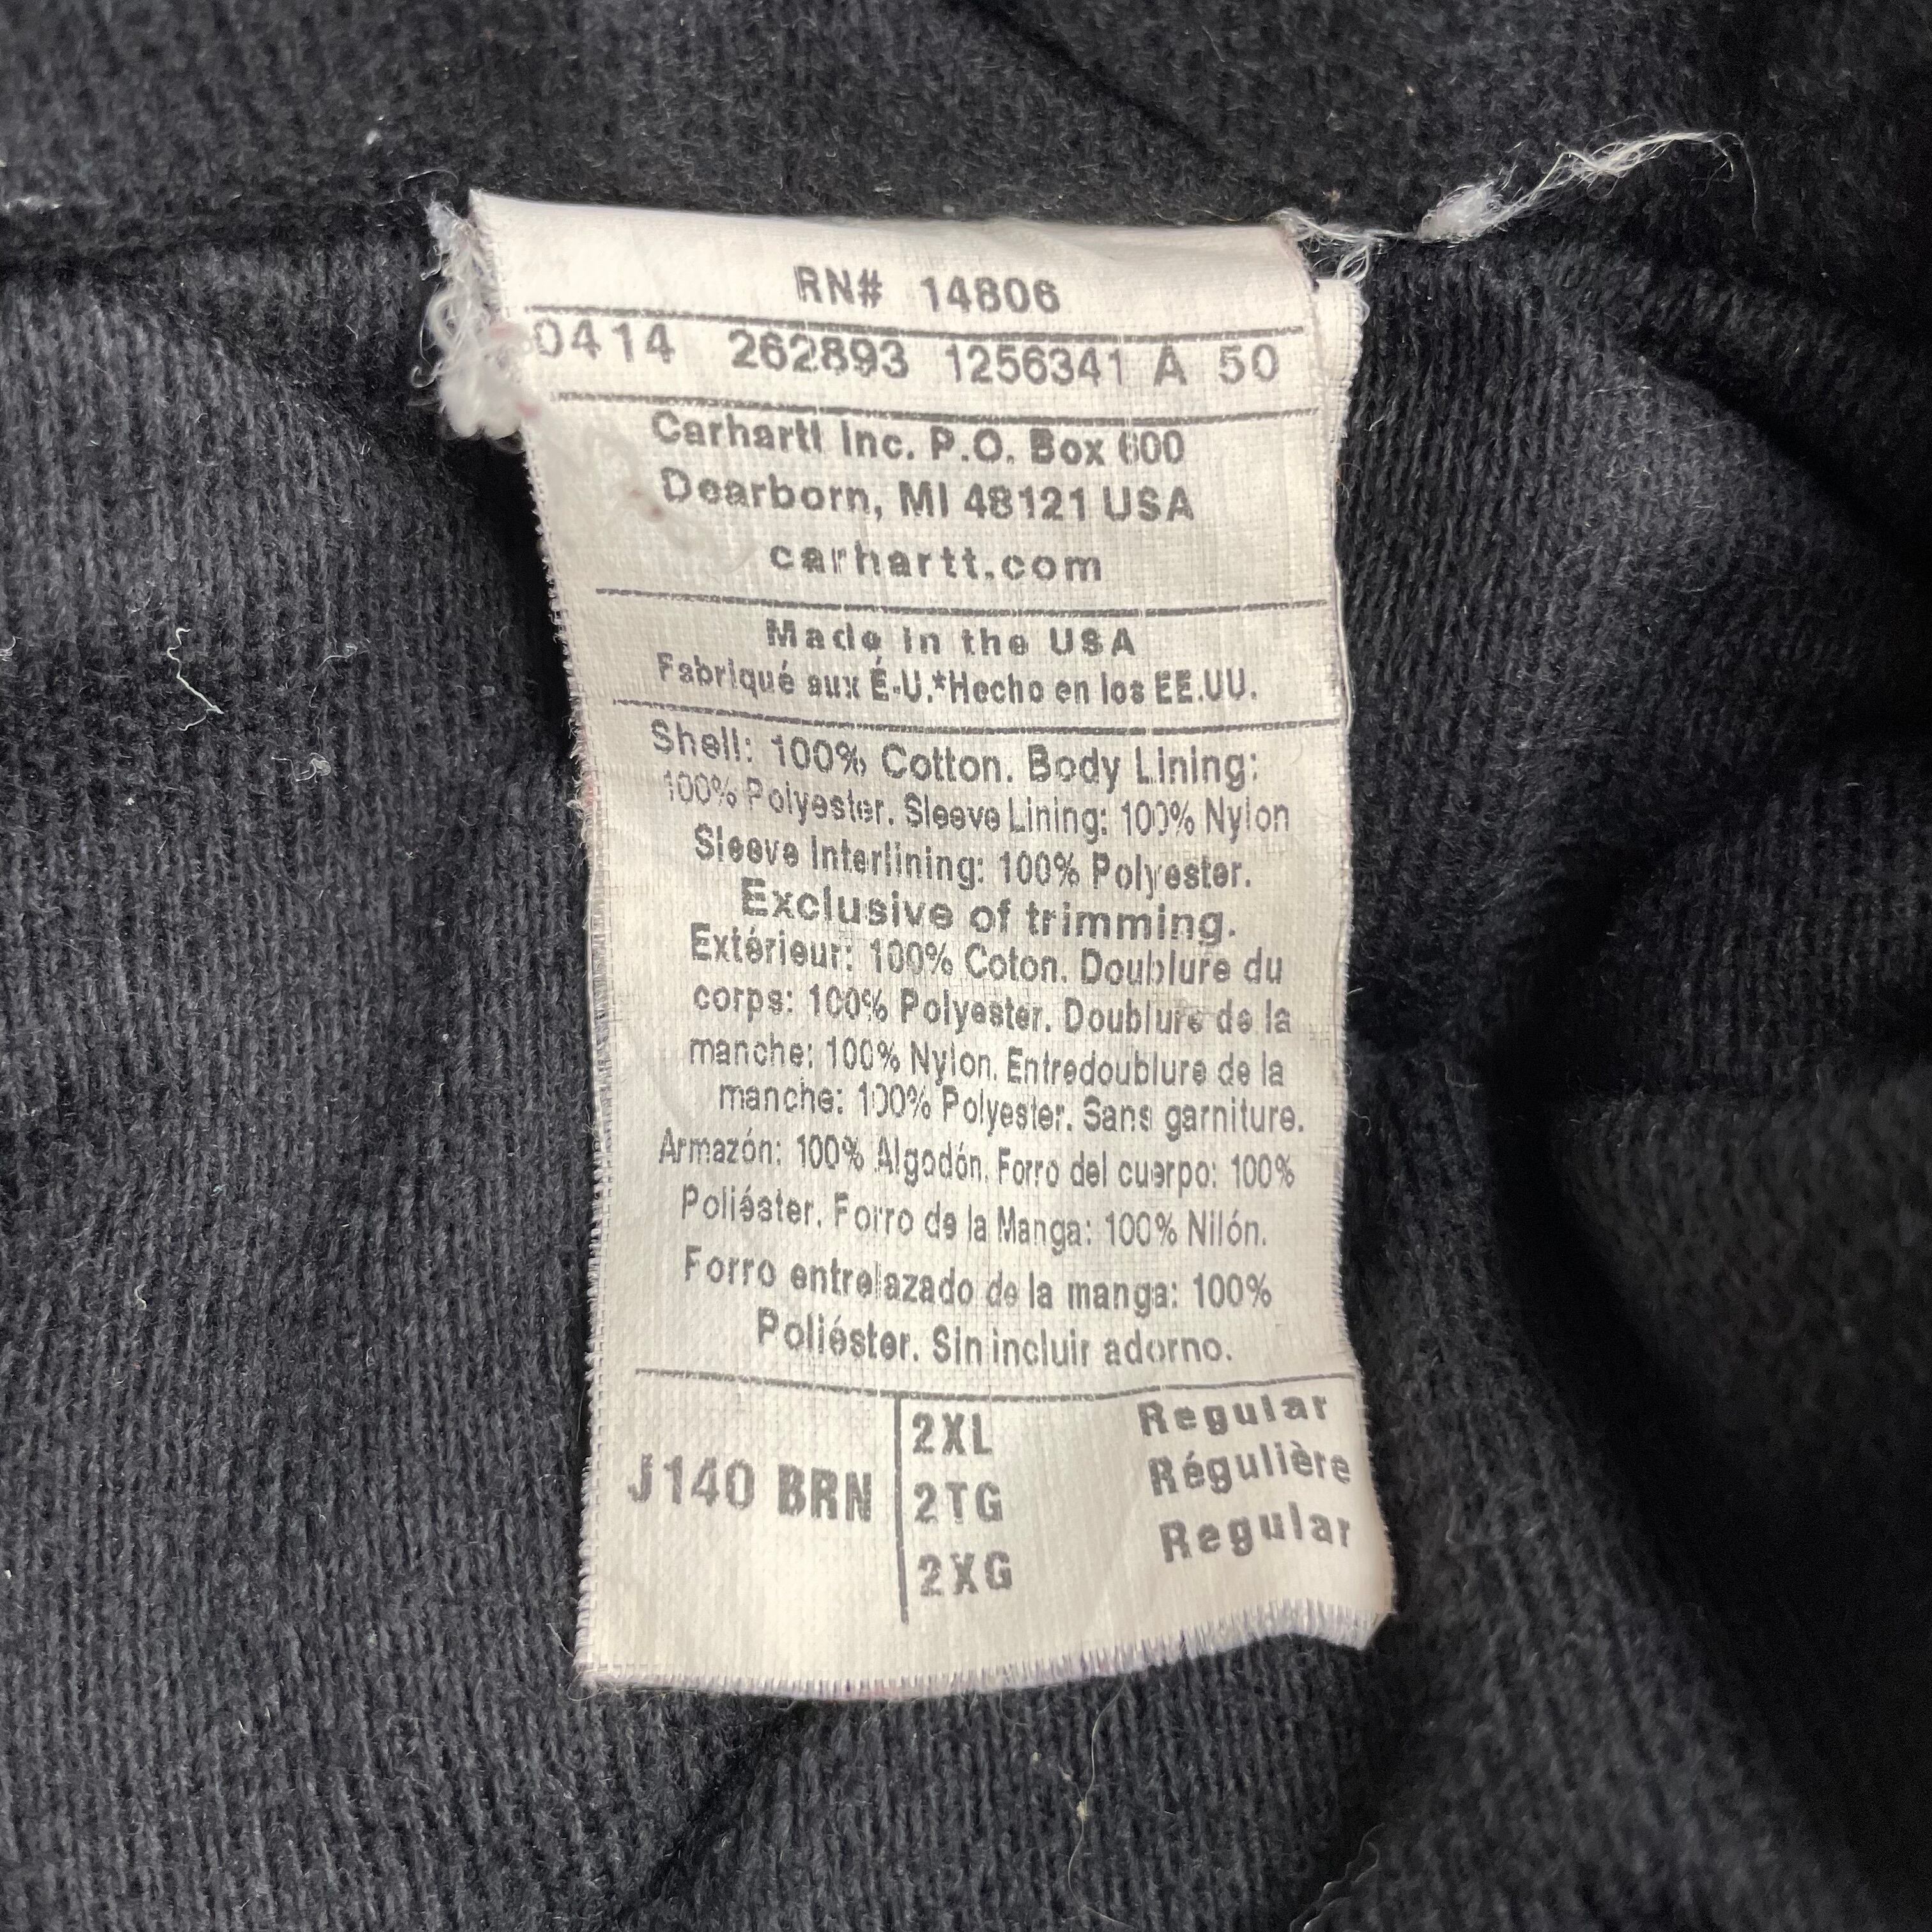 RN# 14806
0414 262893 1256341 A 50
Carhartt Inc. P.O. Box 600
Dearborn, MI 48121 USA
carhartt.com
Made in the USA
Fabriqué aux É-U.*Hecho en los EE.UU.
Shell: 100% Cotton. Body Lining:
100% Polyester. Sleeve Lining: 100% Nylon
Sleeve Interlining: 100% Polyester.
Exclusive of trimming.
Extérieur: 100% Coton. Doublure du
corps: 100% Polyester. Doublure de la
manche: 100% Nylon. Entredoublure de la
manche: 100% Polyester. Sans garniture.
Armazón: 100% Algodón. Forro del cuerpo: 100%
Poliéster. Forro de la Manga: 100% Nilón.
Forro entrelazado de la manga: 100%
Poliéster. Sin incluir adorno.
J140 BRN
2XL Regular
2TG Régulière
2XG Regular